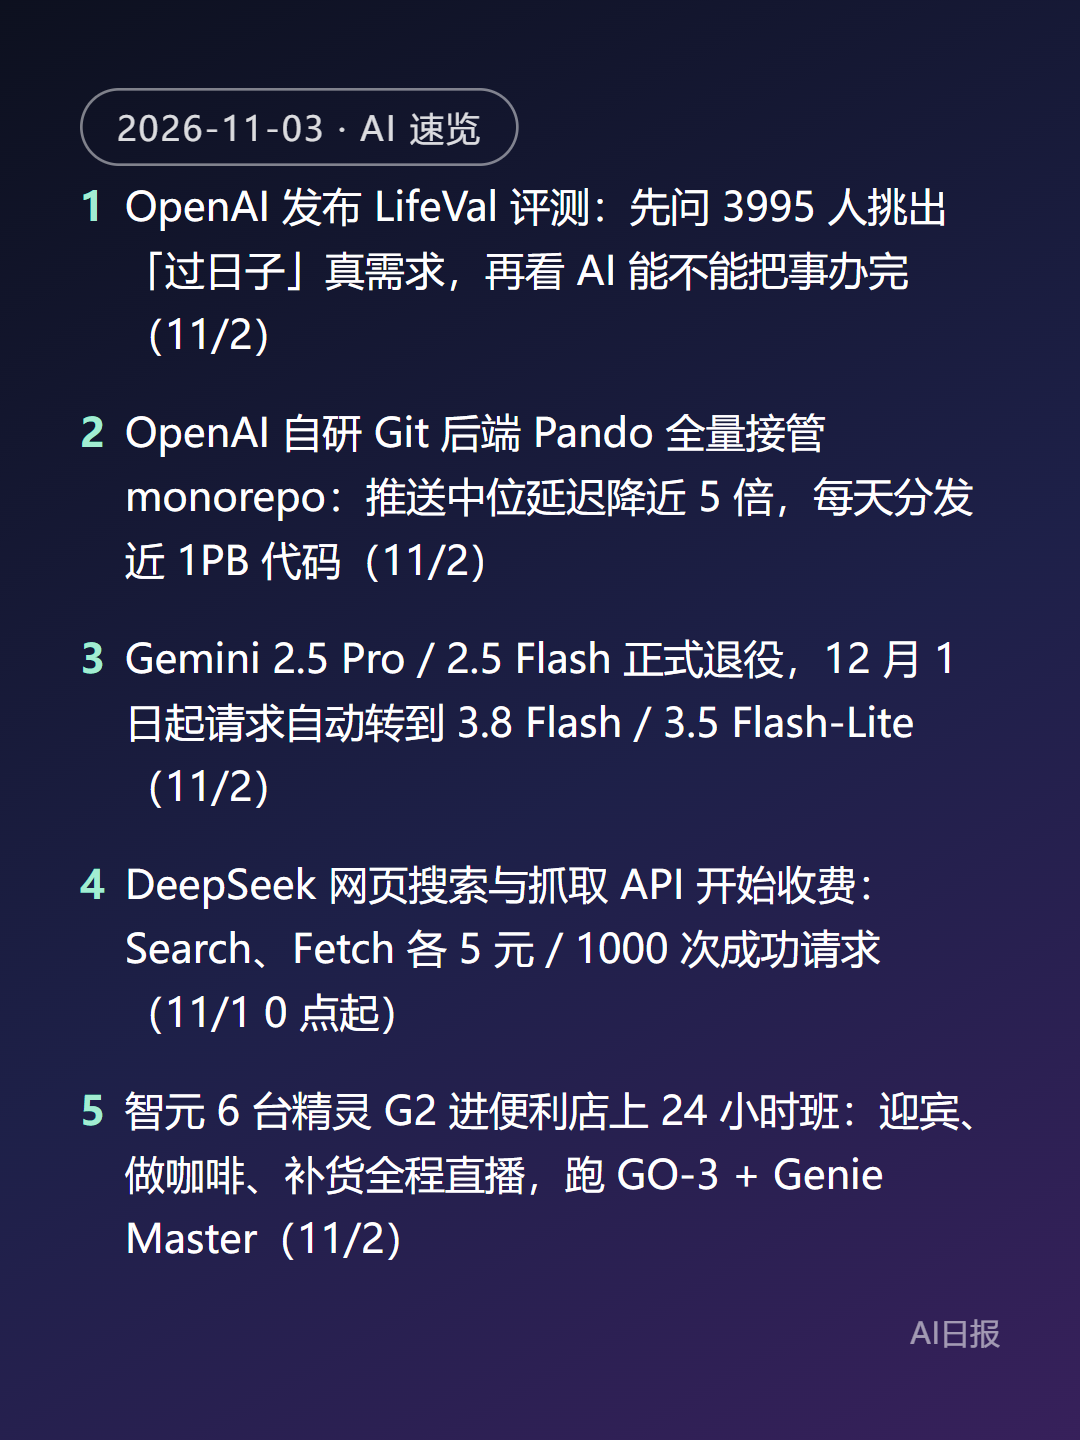 2026-11-03 · AI 速览
1 OpenAI 发布 LifeVal 评测：先问 3995 人挑出
「过日子」真需求，再看 AI 能不能把事办完
（11/2）
2 OpenAI 自研 Git 后端 Pando 全量接管
monorepo：推送中位延迟降近 5 倍，每天分发
近 1PB 代码（11/2）
3 Gemini 2.5 Pro / 2.5 Flash 正式退役，12 月 1
日起请求自动转到 3.8 Flash / 3.5 Flash-Lite
（11/2）
4 DeepSeek 网页搜索与抓取 API 开始收费：
Search、Fetch 各 5 元 / 1000 次成功请求
（11/1 0 点起）
5 智元 6 台精灵 G2 进便利店上 24 小时班：迎宾、
做咖啡、补货全程直播，跑 GO-3 + Genie
Master（11/2）
AI日报